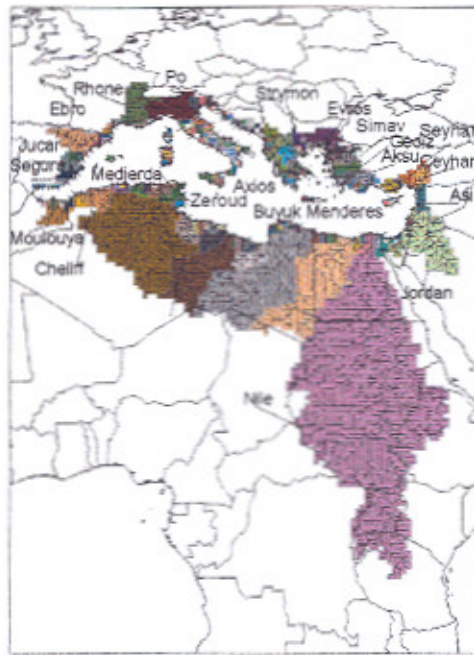 Po
Rhone
Strymon
Ebro
Evros
Simav
Seyhan
Jucar
Gediz
Segura
Medjerda
Axios
Aksu
Ceyhan
Zeroud
Asi
Buyuk Menderes
Moulouya
Cheliff
Jordan
Nile